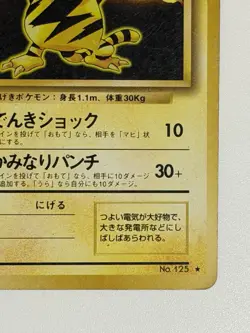 げきポケモン：身長1.1m、体重30Kg
でんきショック 10
インを投げて「おもて」なら、相手を「マヒ」状
にする。
かみなりパンチ 30+
インを投げて「おもて」なら、相手に10ダメージ
追加。「うら」なら自分にも10ダメージ。
にげる
つよい電気が大好物で、
大きな発電所などに
しばしばあらわれる。
No.125 ★